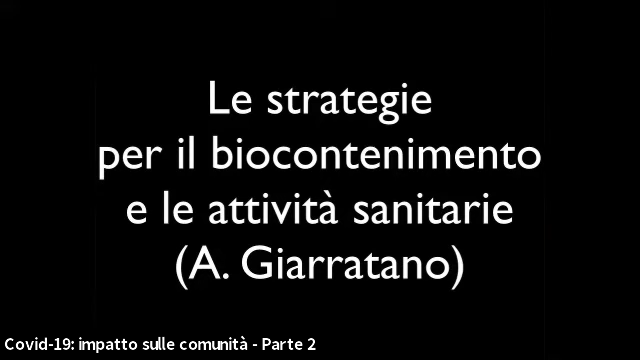 Le strategie
per il biocontenimento
e le attività sanitarie
(A. Giarratano)
Covid-19: impatto sulle comunità - Parte 2